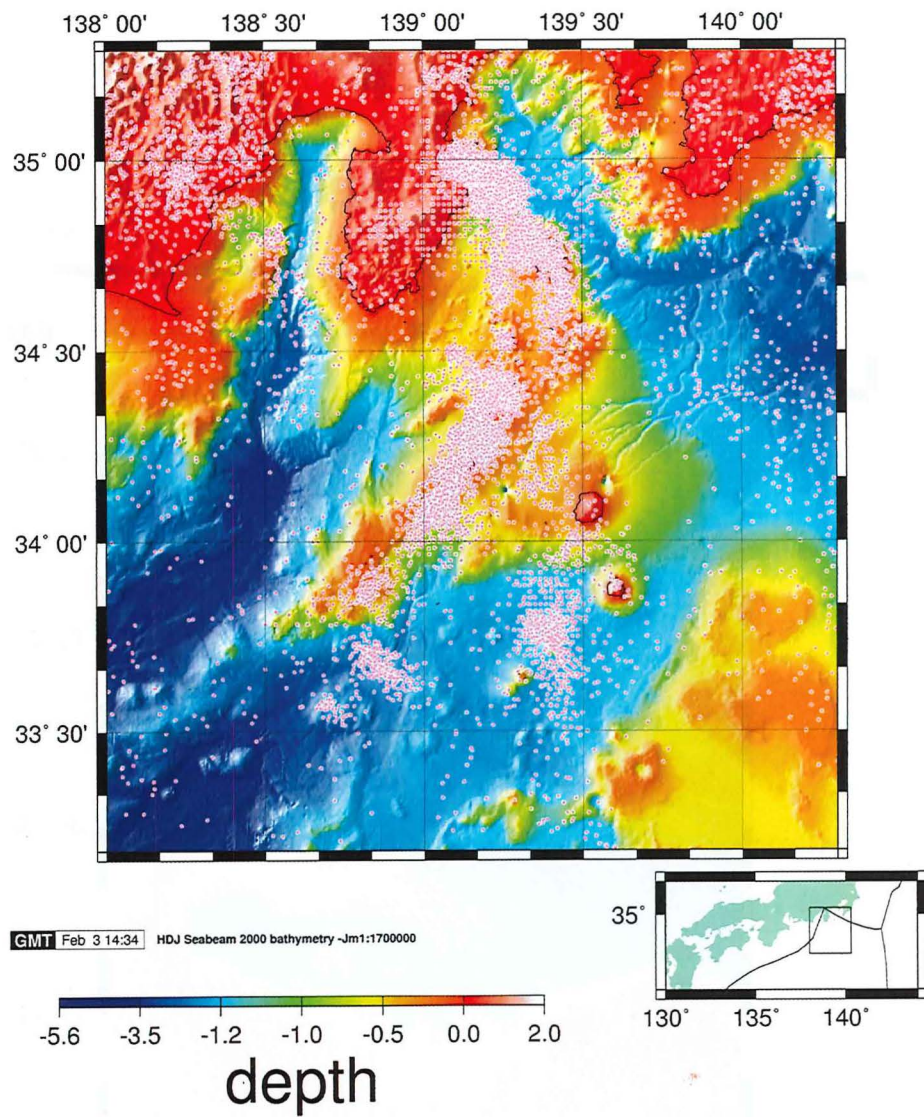 138° 00' 138° 30' 139° 00' 139° 30' 140° 00'
35° 00'
34° 30'
34° 00'
33° 30'
GMT Feb 3 14:34 HDJ Seabeam 2000 bathymetry -Jm1:1700000
-5.6 -3.5 -1.2 -1.0 -0.5 0.0 2.0
depth
35°
130° 135° 140°